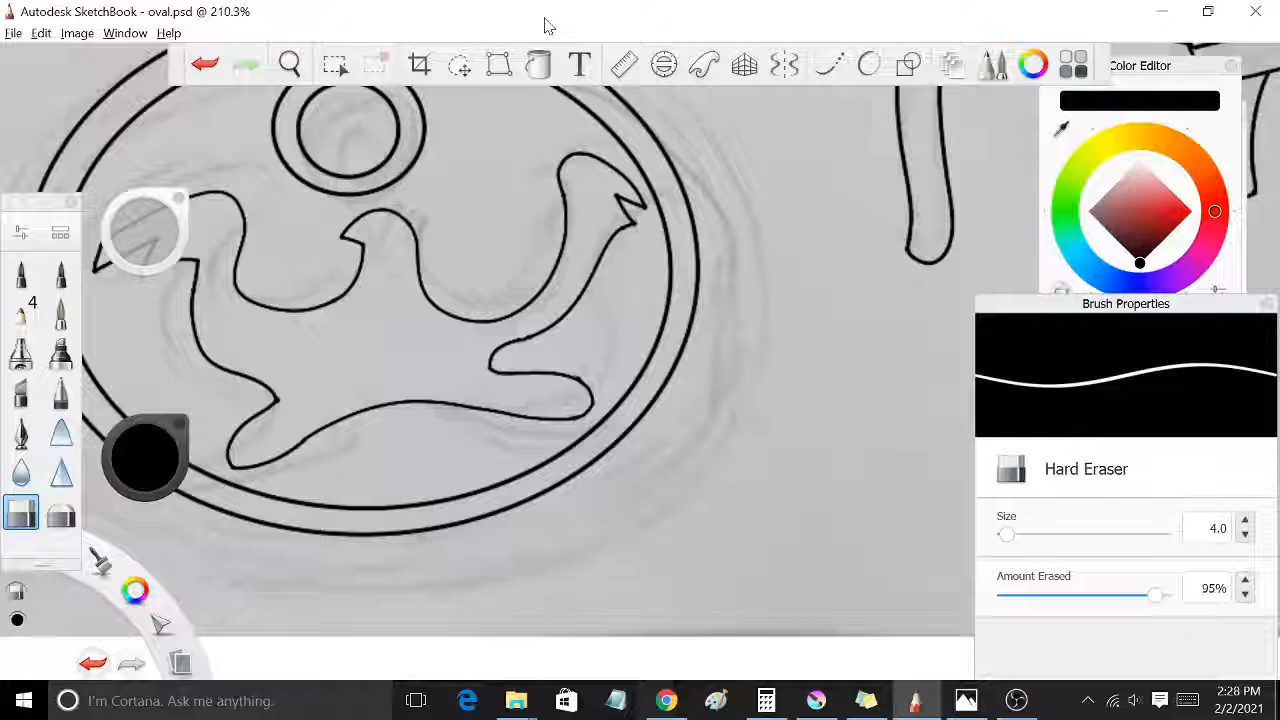 Autodesk SketchBook - oval.psd @ 210.3%
File Edit Image Window Help
T
Color Editor
4
Brush Properties
Hard Eraser
Size
4.0
Amount Erased
95%
I'm Cortana. Ask me anything.
2:28 PM
2/2/2021